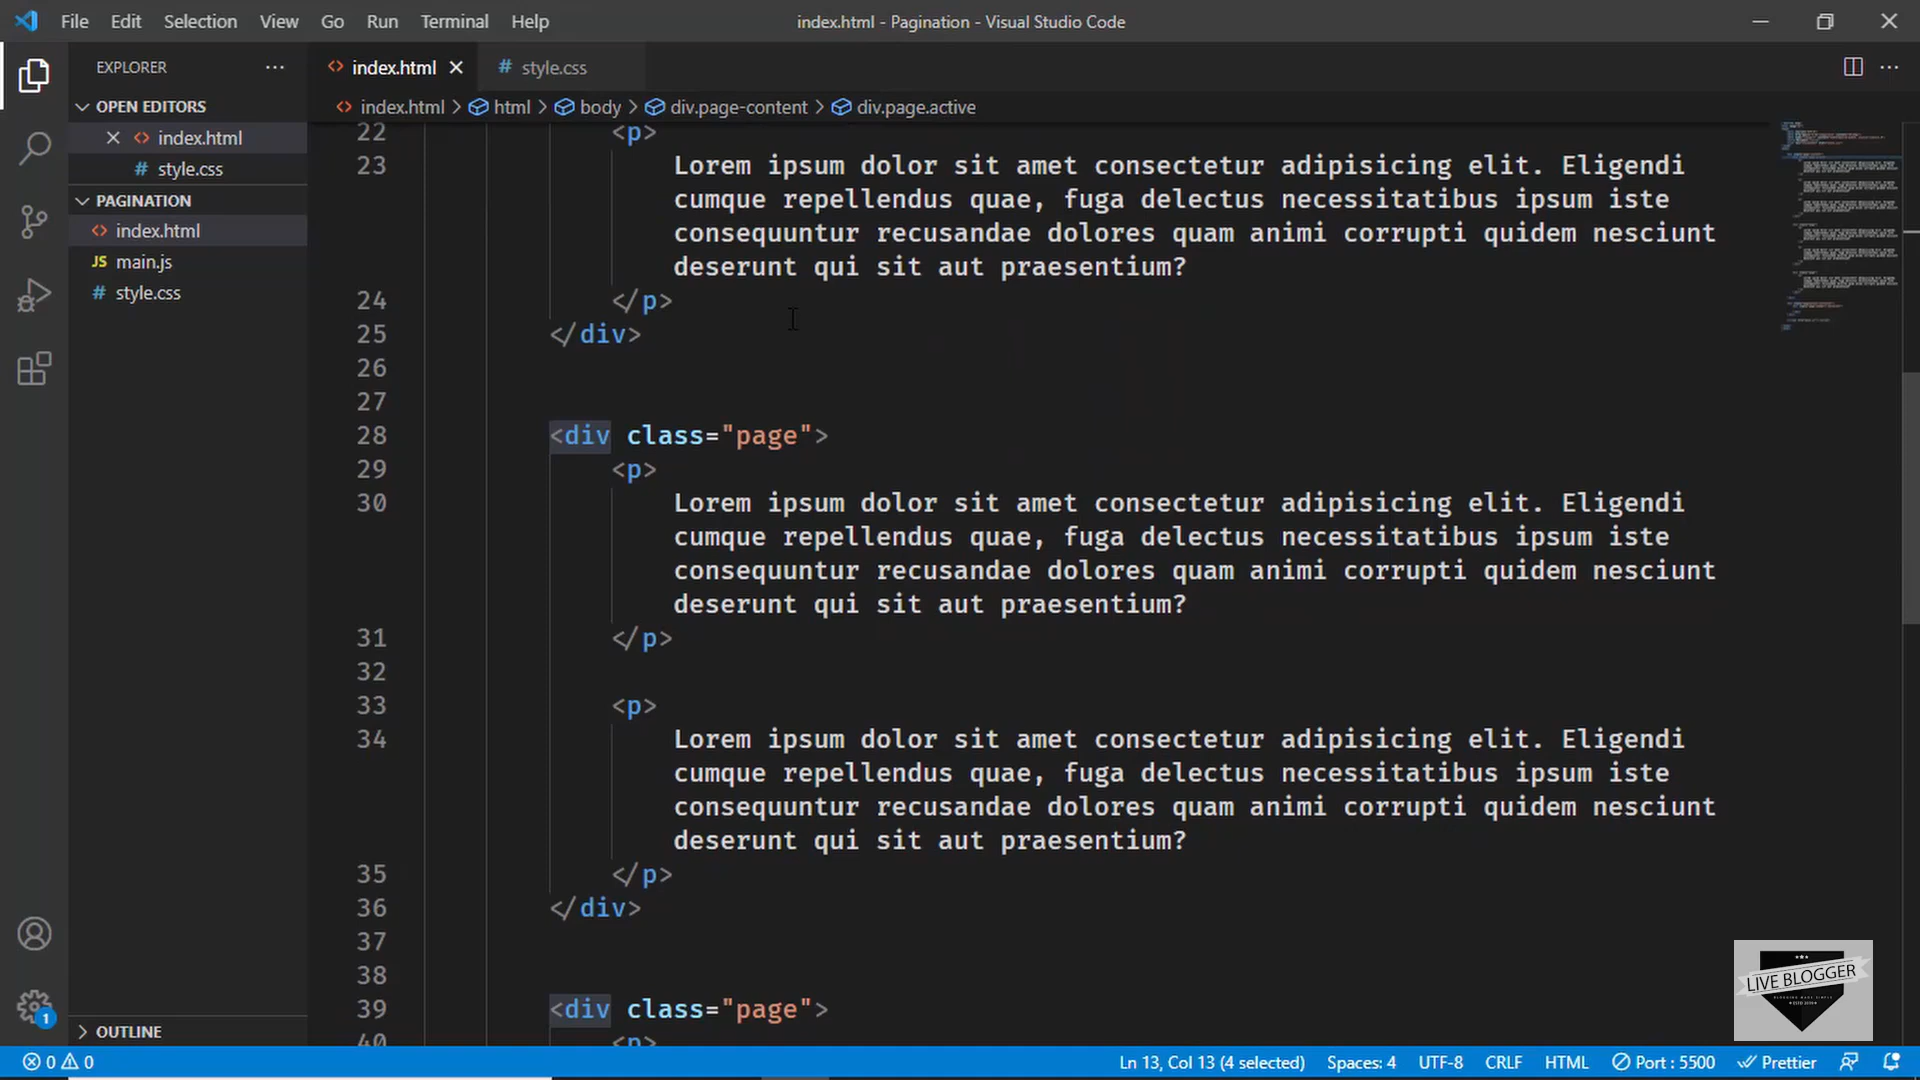 File Edit Selection View Go Run Terminal Help index.html - Pagination - Visual Studio Code
EXPLORER
index.html
# style.css
OPEN EDITORS
index.html > html > body > div.page-content > div.page.active
index.html
# style.css
PAGINATION
index.html
JS main.js
# style.css
22 <p>
23 Lorem ipsum dolor sit amet consectetur adipisicing elit. Eligendi
cumque repellendus quae, fuga delectus necessitatibus ipsum iste
consequuntur recusandae dolores quam animi corrupti quidem nesciunt
deserunt qui sit aut praesentium?
24 </p>
25 </div>
26
27
28 <div class="page">
29 <p>
30 Lorem ipsum dolor sit amet consectetur adipisicing elit. Eligendi
cumque repellendus quae, fuga delectus necessitatibus ipsum iste
consequuntur recusandae dolores quam animi corrupti quidem nesciunt
deserunt qui sit aut praesentium?
31 </p>
32
33 <p>
34 Lorem ipsum dolor sit amet consectetur adipisicing elit. Eligendi
cumque repellendus quae, fuga delectus necessitatibus ipsum iste
consequuntur recusandae dolores quam animi corrupti quidem nesciunt
deserunt qui sit aut praesentium?
35 </p>
36 </div>
37
38
39 <div class="page">
40 <p>
OUTLINE
1
LIVE BLOGGER
0 0 Ln 13, Col 13 (4 selected) Spaces: 4 UTF-8 CRLF HTML Port : 5500 Prettier